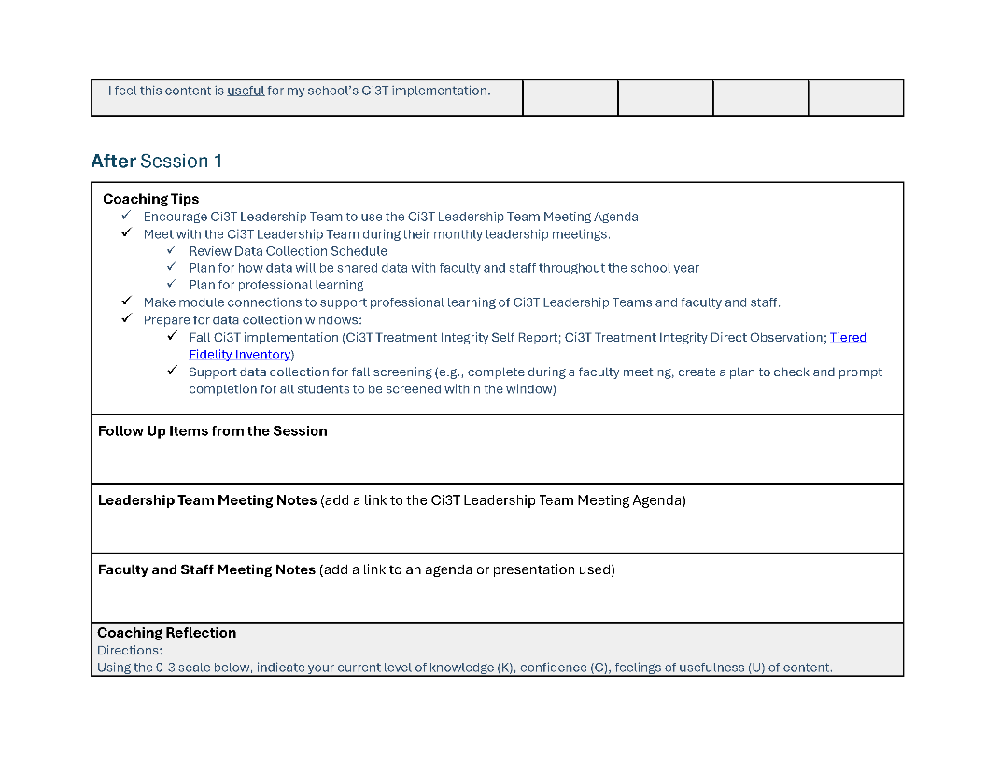 I feel this content is useful for my school's Ci3T implementation.
After Session 1
Coaching Tips
✓ Encourage Ci3T Leadership Team to use the Ci3T Leadership Team Meeting Agenda
✓ Meet with the Ci3T Leadership Team during their monthly leadership meetings.
✓ Review Data Collection Schedule
✓ Plan for how data will be shared data with faculty and staff throughout the school year
✓ Plan for professional learning
✓ Make module connections to support professional learning of Ci3T Leadership Teams and faculty and staff.
✓ Prepare for data collection windows:
✓ Fall Ci3T implementation (Ci3T Treatment Integrity Self Report; Ci3T Treatment Integrity Direct Observation; Tiered
Fidelity Inventory)
✓ Support data collection for fall screening (e.g., complete during a faculty meeting, create a plan to check and prompt
completion for all students to be screened within the window)
Follow Up Items from the Session
Leadership Team Meeting Notes (add a link to the Ci3T Leadership Team Meeting Agenda)
Faculty and Staff Meeting Notes (add a link to an agenda or presentation used)
Coaching Reflection
Directions:
Using the 0-3 scale below, indicate your current level of knowledge (K), confidence (C), feelings of usefulness (U) of content.